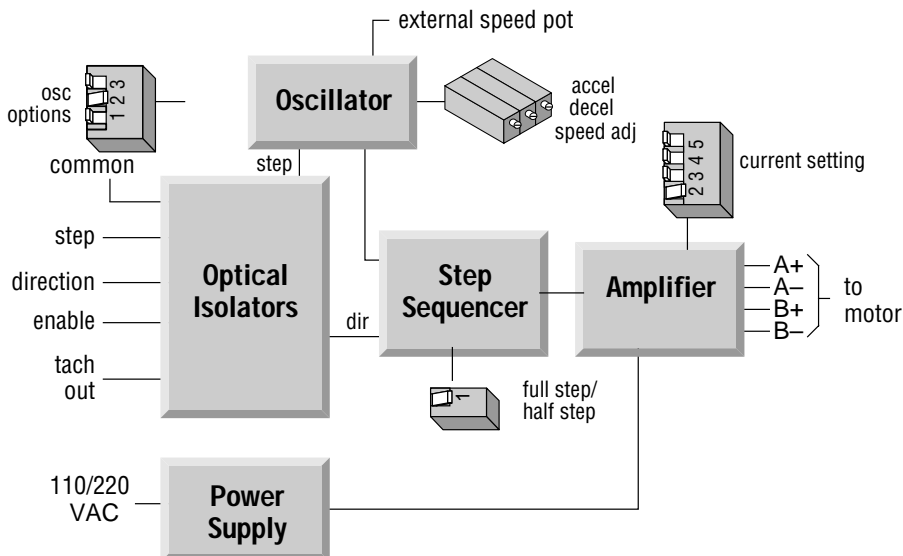 external speed pot
osc
options
1 2 3
Oscillator
accel
decel
speed adj
2 3 4 5
current setting
common
step
step
direction
enable
tach
out
Optical
Isolators
dir
Step
Sequencer
Amplifier
A+
A–
B+
B–
to
motor
1
full step/
half step
110/220
VAC
Power
Supply